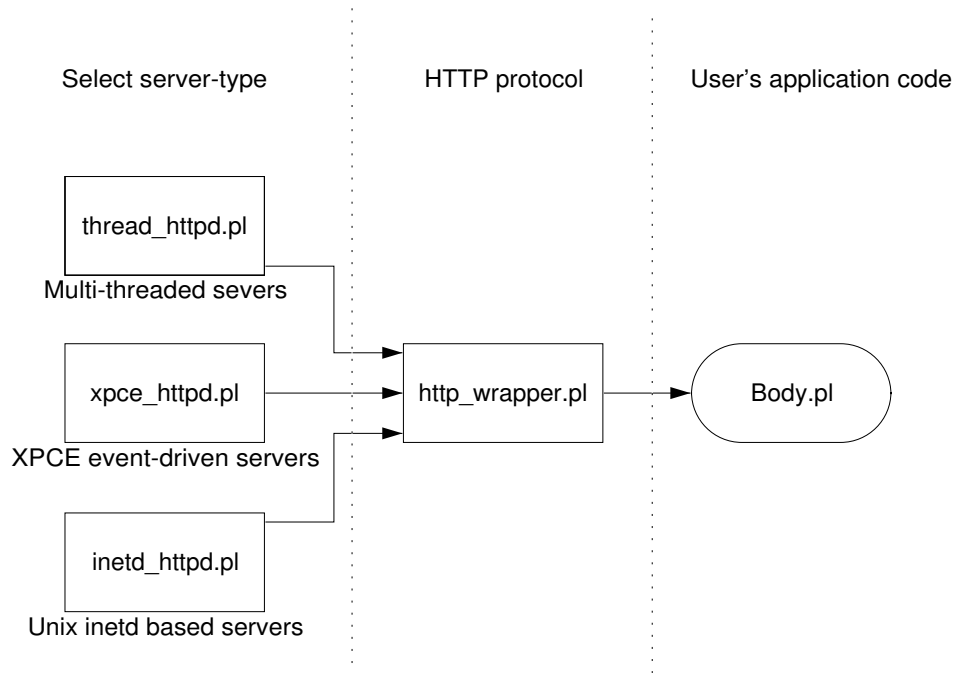 Select server-type
HTTP protocol
User's application code
thread_httpd.pl
Multi-threaded severs
xpce_httpd.pl
http_wrapper.pl
Body.pl
XPCE event-driven servers
inetd_httpd.pl
Unix inetd based servers